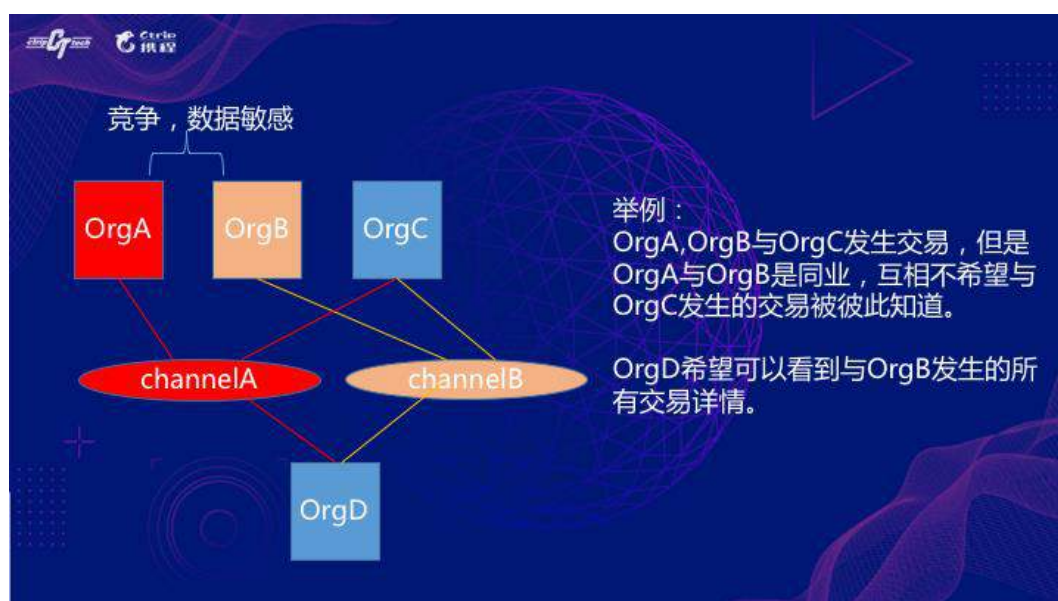 ctrip CT tech
Ctrip
携程
竞争，数据敏感
OrgA
OrgB
OrgC
举例：
OrgA,OrgB与OrgC发生交易，但是
OrgA与OrgB是同业，互相不希望与
OrgC发生的交易被彼此知道。
channelA
channelB
OrgD希望可以看到与OrgB发生的所
有交易详情。
OrgD